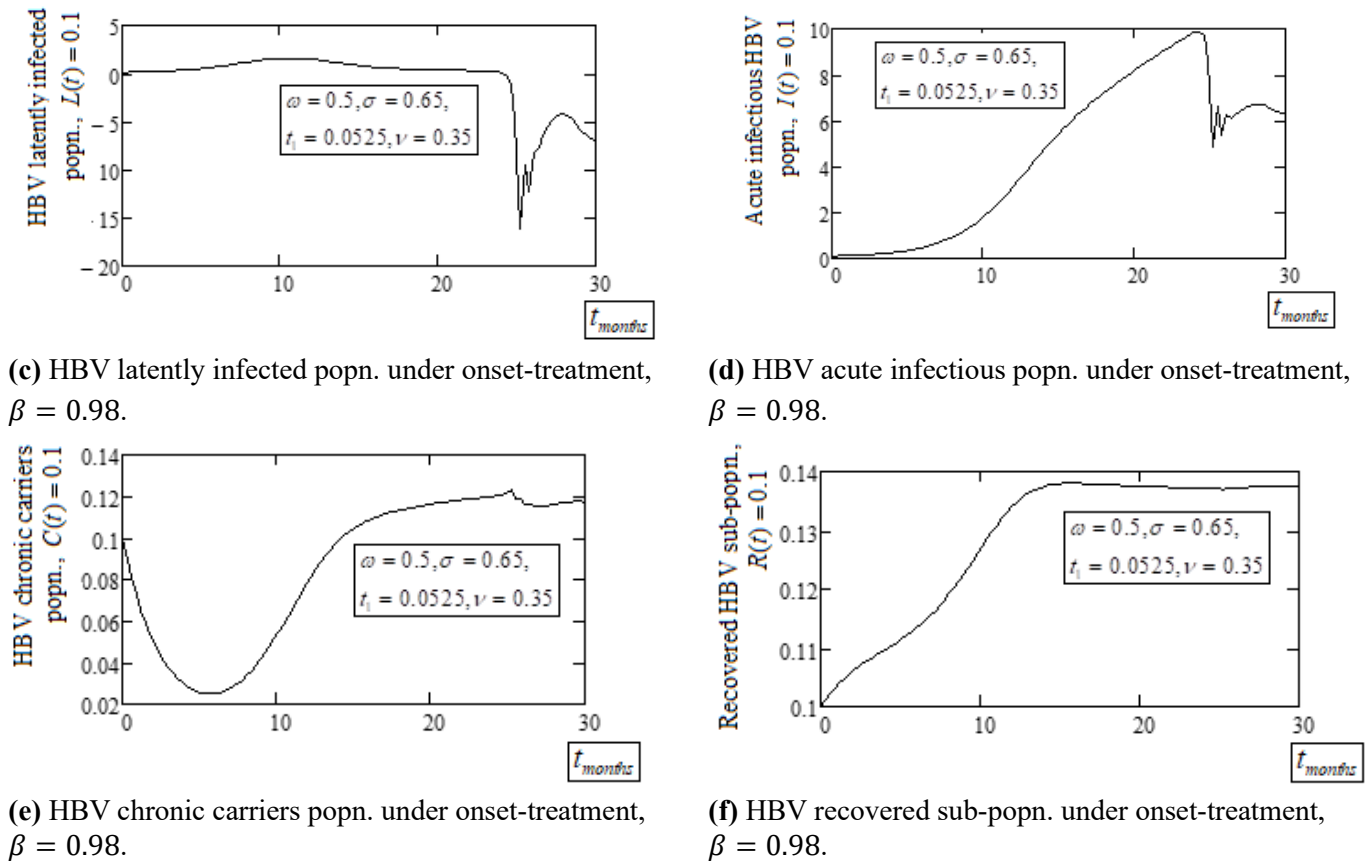 HBV latently infected
popn., L(t) = 0.1
5
0
−5
10
15
−20
0
10
20
30
ω = 0.5, σ = 0.65,
t₁ = 0.0525, ν = 0.35
t months
Acute infectious HBV
popn., I(t) = 0.1
10
8
6
4
2
0
0
10
20
30
ω = 0.5, σ = 0.65,
t₁ = 0.0525, ν = 0.35
t months
(c) HBV latently infected popn. under onset-treatment,
β = 0.98.
(d) HBV acute infectious popn. under onset-treatment,
β = 0.98.
HBV chronic carriers
popn., C(t) = 0.1
0.14
0.12
0.1
0.08
0.06
0.04
0.02
0
10
20
30
ω = 0.5, σ = 0.65,
t₁ = 0.0525, ν = 0.35
t months
Recovered HBV sub-popn.,
R(t) = 0.1
0.14
0.13
0.12
0.11
0.1
0
10
20
30
ω = 0.5, σ = 0.65,
t₁ = 0.0525, ν = 0.35
t months
(e) HBV chronic carriers popn. under onset-treatment,
β = 0.98.
(f) HBV recovered sub-popn. under onset-treatment,
β = 0.98.